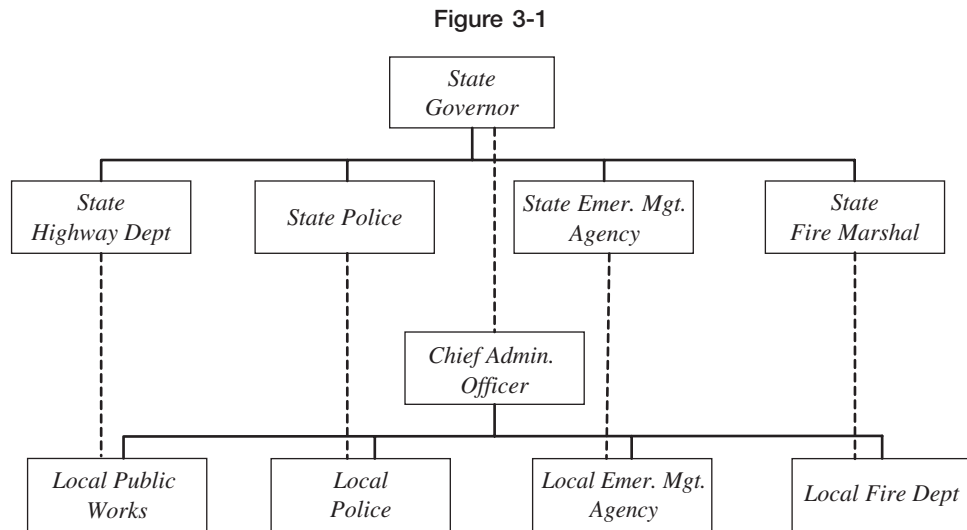 Figure 3-1
State
Governor
State
Highway Dept
State Police
State Emer. Mgt.
Agency
State
Fire Marshal
Chief Admin.
Officer
Local Public
Works
Local
Police
Local Emer. Mgt.
Agency
Local Fire Dept